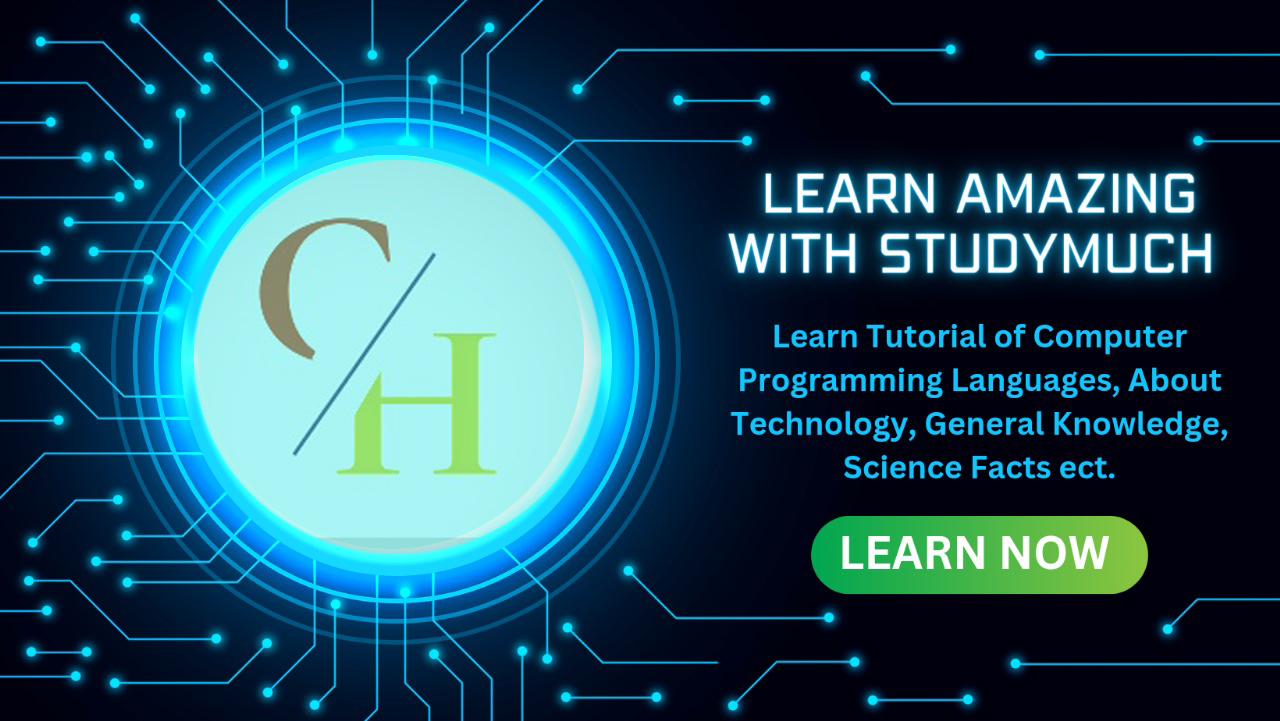 C/H
LEARN AMAZING
WITH STUDYMUCH
Learn Tutorial of Computer
Programming Languages, About
Technology, General Knowledge,
Science Facts ect.
LEARN NOW